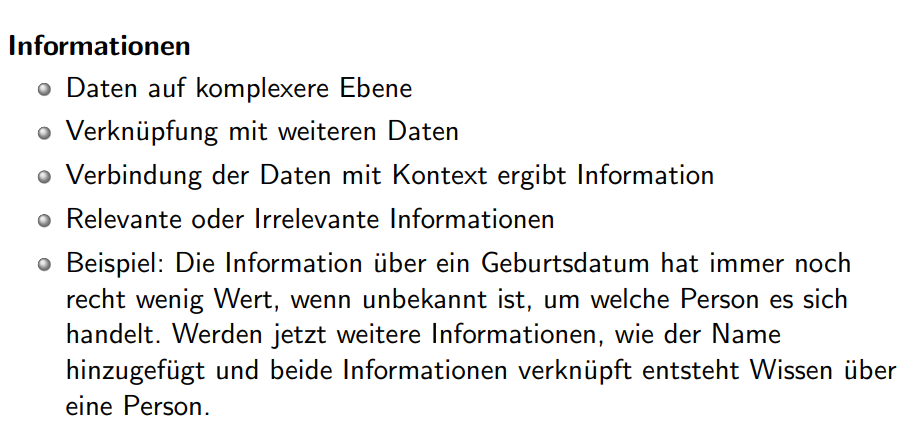 Informationen
Daten auf komplexere Ebene
Verknüpfung mit weiteren Daten
Verbindung der Daten mit Kontext ergibt Information
Relevante oder Irrelevante Informationen
Beispiel: Die Information über ein Geburtsdatum hat immer noch
recht wenig Wert, wenn unbekannt ist, um welche Person es sich
handelt. Werden jetzt weitere Informationen, wie der Name
hinzugefügt und beide Informationen verknüpft entsteht Wissen über
eine Person.